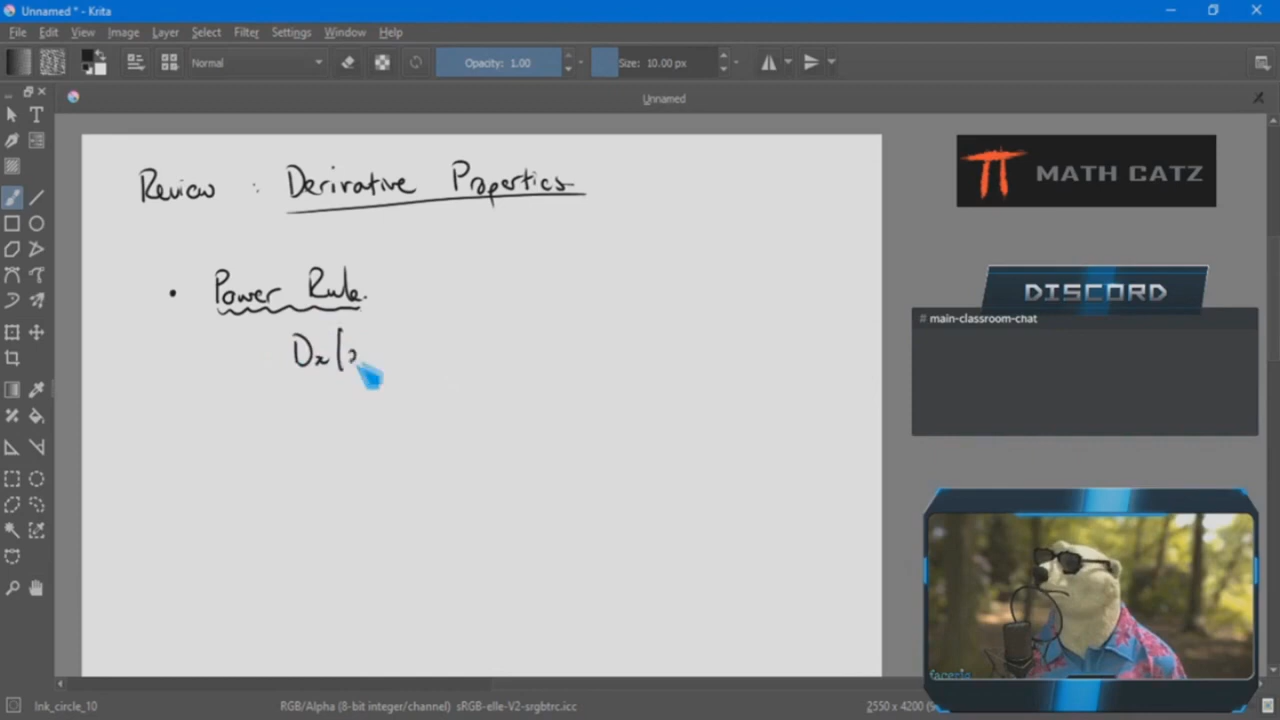 Unnamed * - Krita
File Edit View Image Layer Select Filter Settings Window Help
Normal Opacity: 1.00 Size: 10.00 px
Unnamed
Review : Derivative Properties
MATH CATZ
• Power Rule.
Dx(x
DISCORD
# main-classroom-chat
faceria
Ink_circle_10 RGB/Alpha (8-bit integer/channel) sRGB-elle-V2-srgbtrc.icc 2550 x 4200